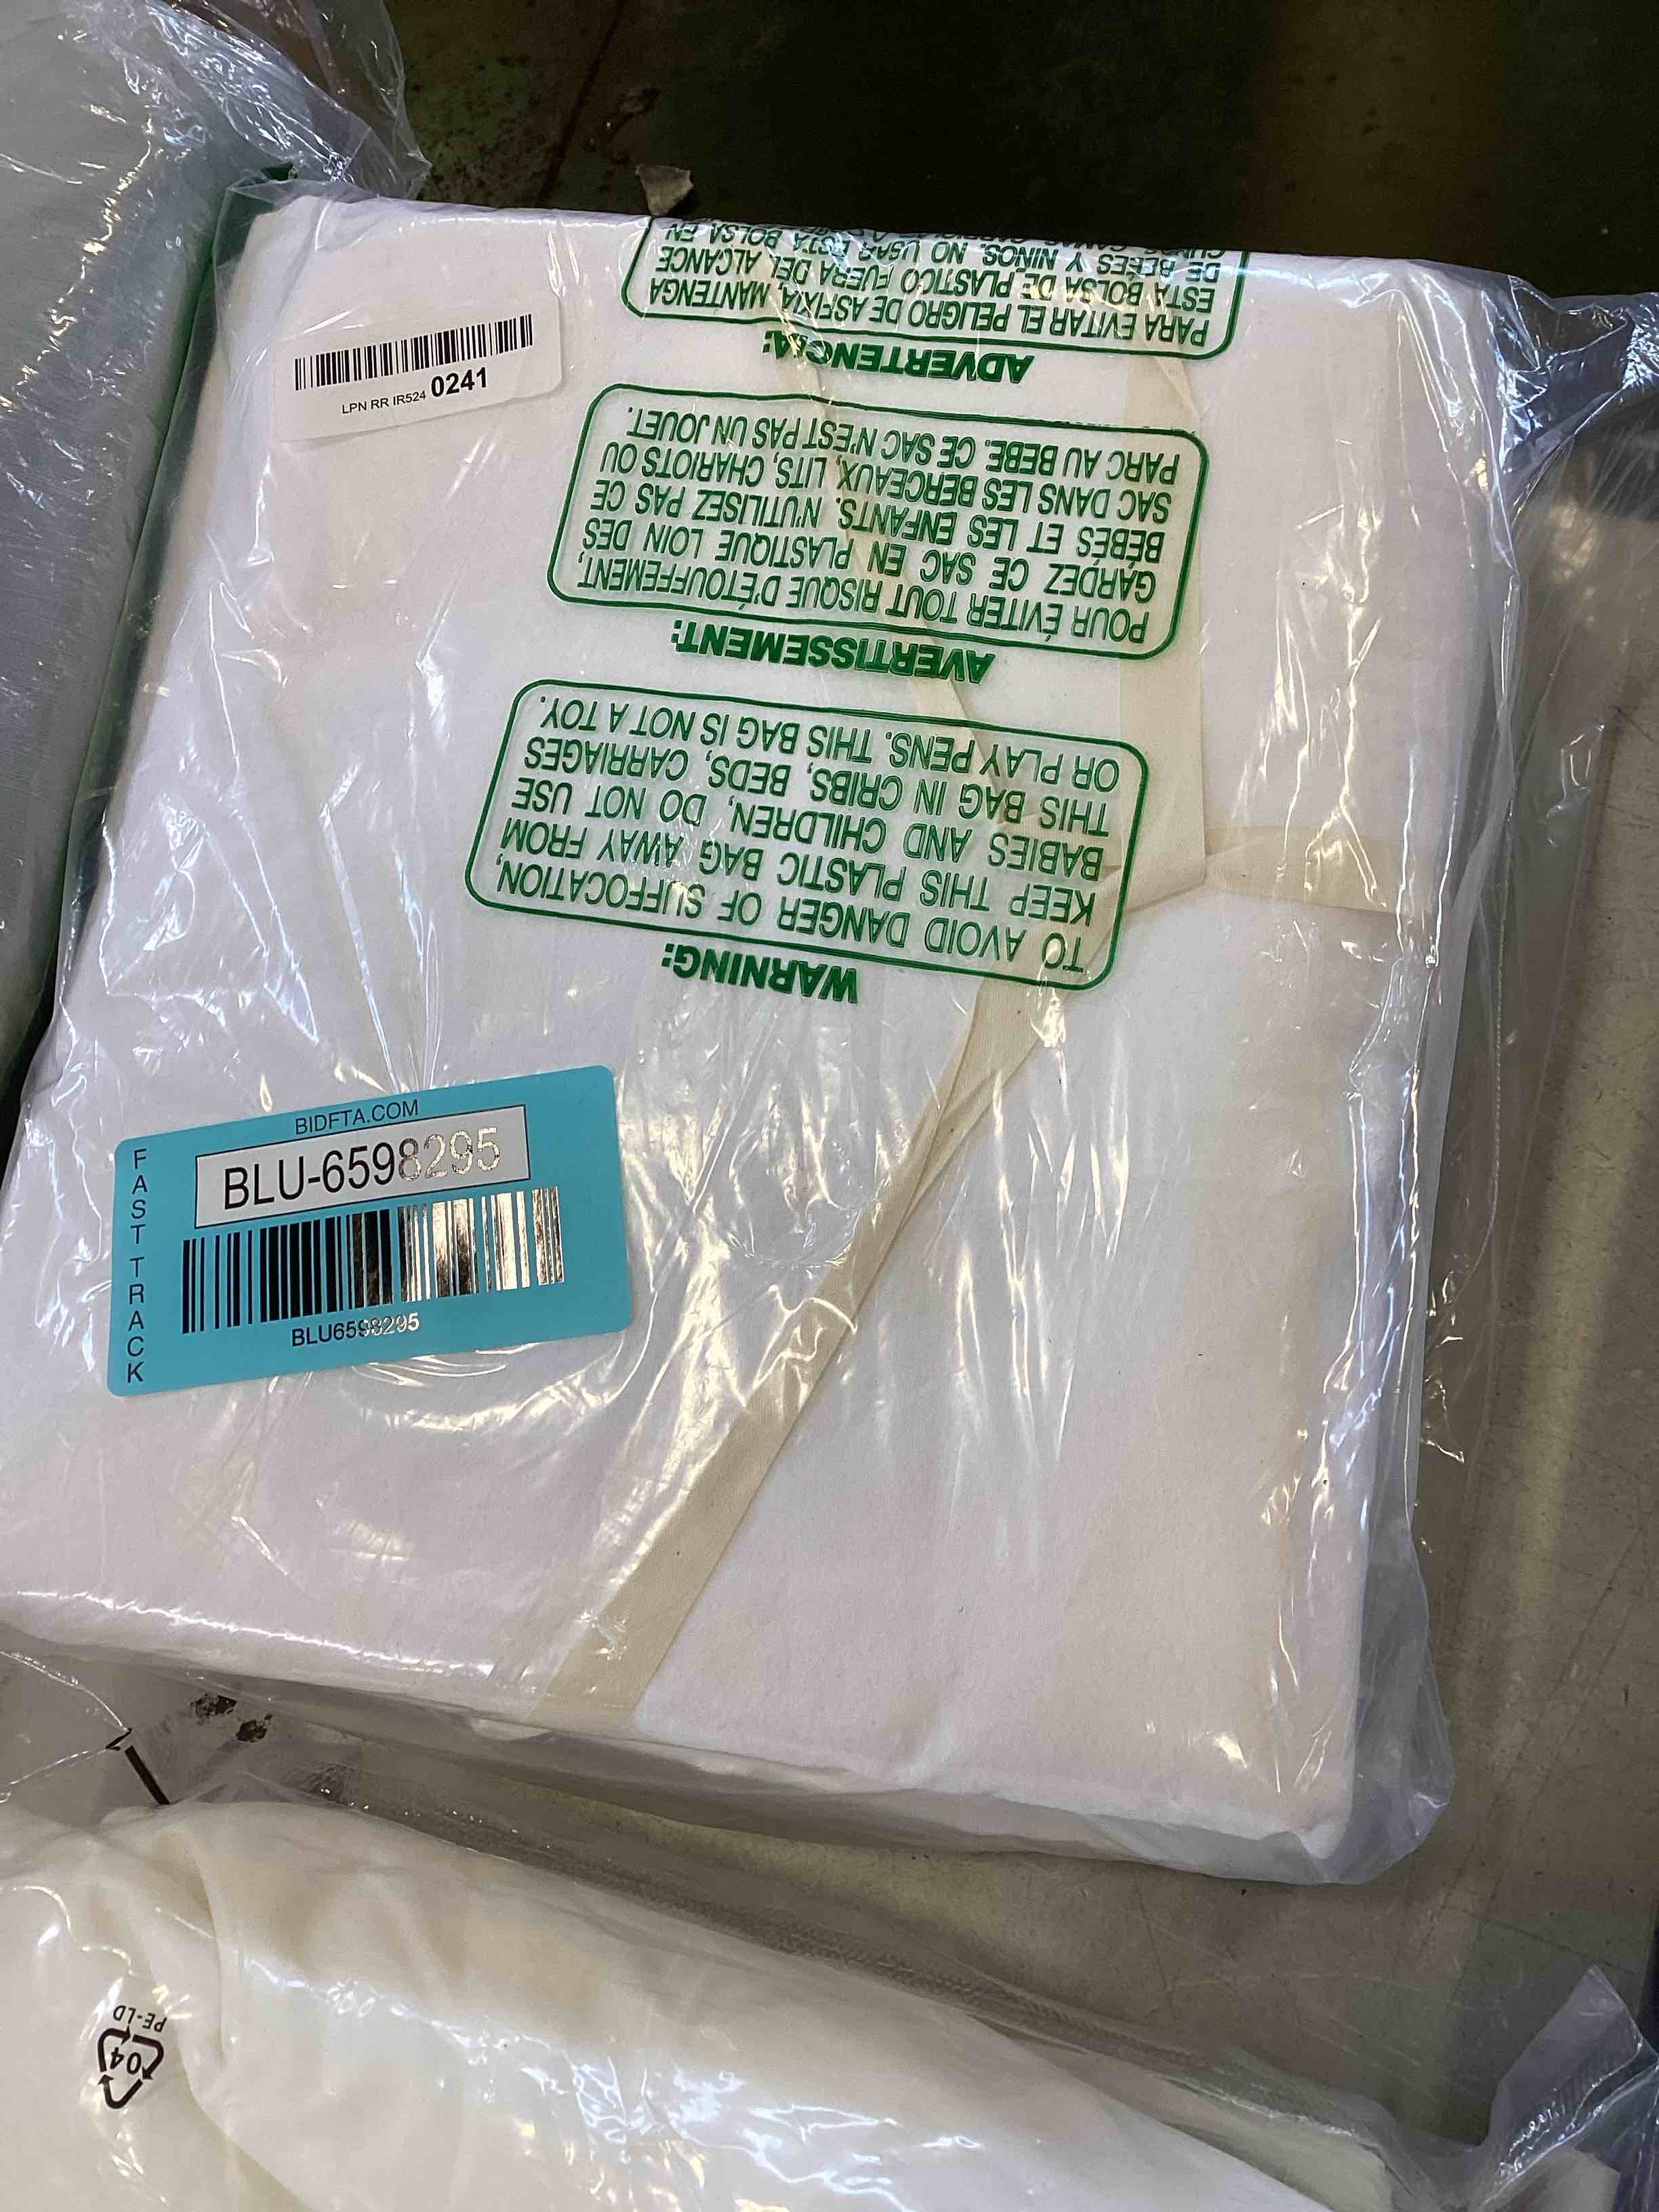 LPN RR IR524 0241
WARNING:
TO AVOID DANGER OF SUFFOCATION,
KEEP THIS PLASTIC BAG AWAY FROM
BABIES AND CHILDREN, DO NOT USE
THIS BAG IN CRIBS, BEDS, CARRIAGES
OR PLAY PENS. THIS BAG IS NOT A TOY.
AVERTISSEMENT:
POUR ÉVITER TOUT RISQUE D'ÉTOUFFEMENT,
GARDEZ CE SAC EN PLASTIQUE LOIN DES
BÉBÉS ET LES ENFANTS. N'UTILISEZ PAS CE
SAC DANS LES BERCEAUX, LITS, CHARIOTS OU
PARC AU BEBE. CE SAC N'EST PAS UN JOUET.
ADVERTENCIA:
PARA EVITAR EL PELIGRO DE ASFIXIA, MANTENGA
ESTA BOLSA DE PLASTICO FUERA DEL ALCANCE
DE BEBES Y NINOS. NO USAR ESTA BOLSA EN
BIDFTA.COM
BLU-6598295
BLU6598295
FAST TRACK
04
PE-LD